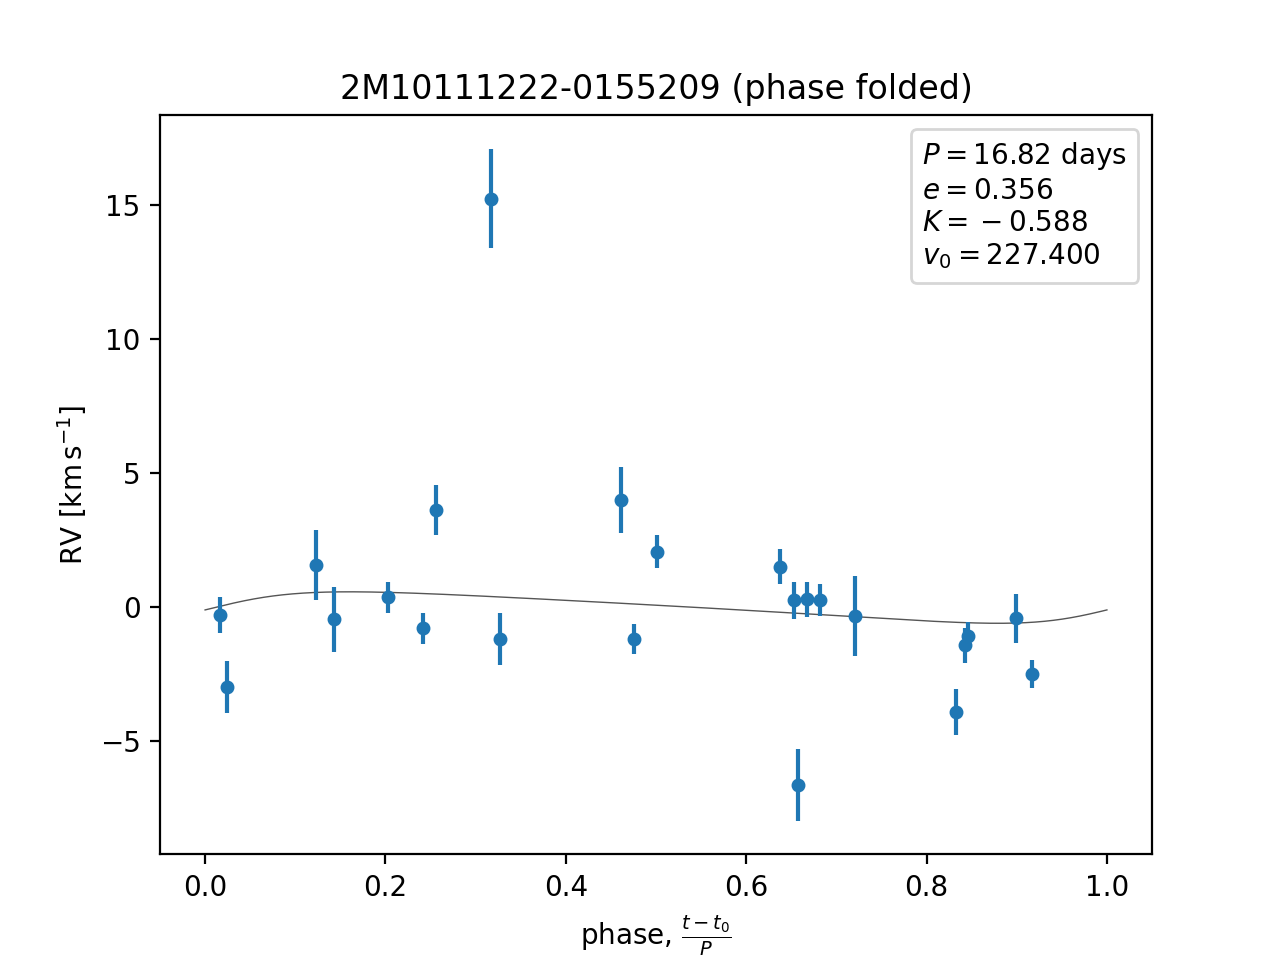 2M10111222-0155209 (phase folded)
P = 16.82 days
e = 0.356
K = −0.588
v₀ = 227.400
15
10
5
0
−5
RV [km s⁻¹]
0.0 0.2 0.4 0.6 0.8 1.0
phase, (t − t₀)/P